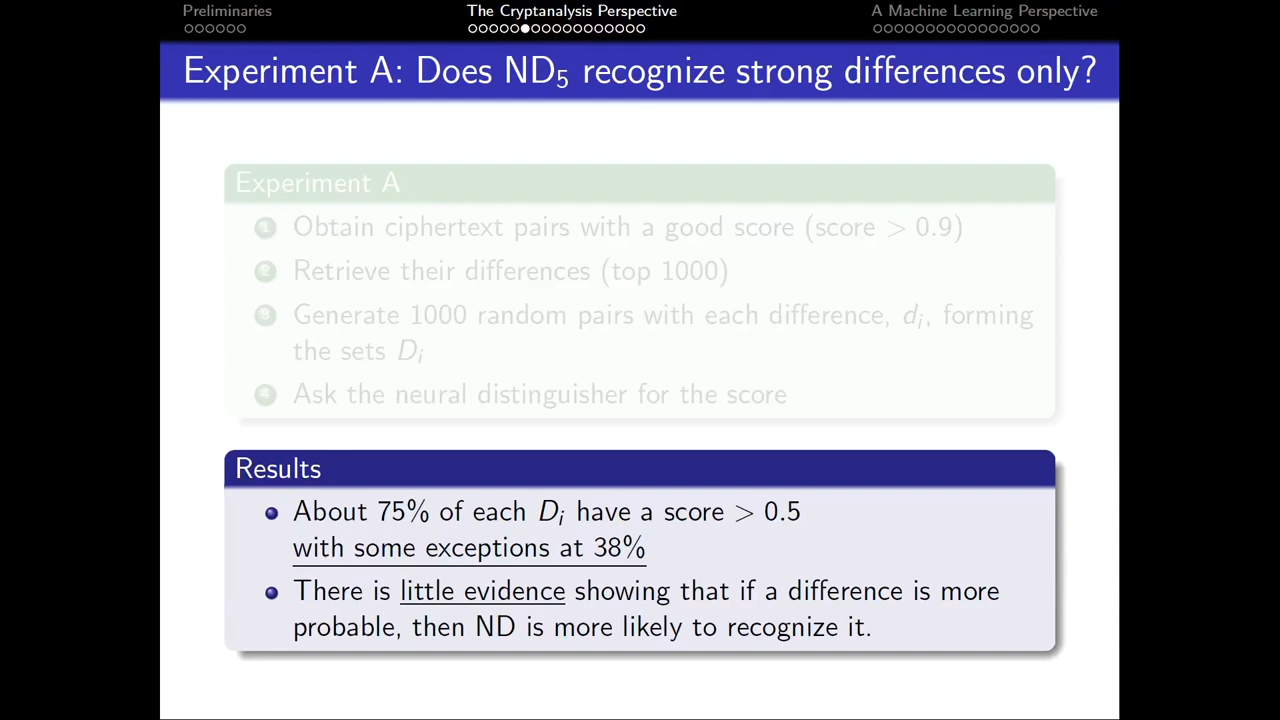 Preliminaries
The Cryptanalysis Perspective
A Machine Learning Perspective
Experiment A: Does ND₅ recognize strong differences only?
Experiment A
1 Obtain ciphertext pairs with a good score (score > 0.9)
2 Retrieve their differences (top 1000)
3 Generate 1000 random pairs with each difference, dᵢ, forming
the sets Dᵢ
4 Ask the neural distinguisher for the score
Results
About 75% of each Dᵢ have a score > 0.5
with some exceptions at 38%
There is little evidence showing that if a difference is more
probable, then ND is more likely to recognize it.